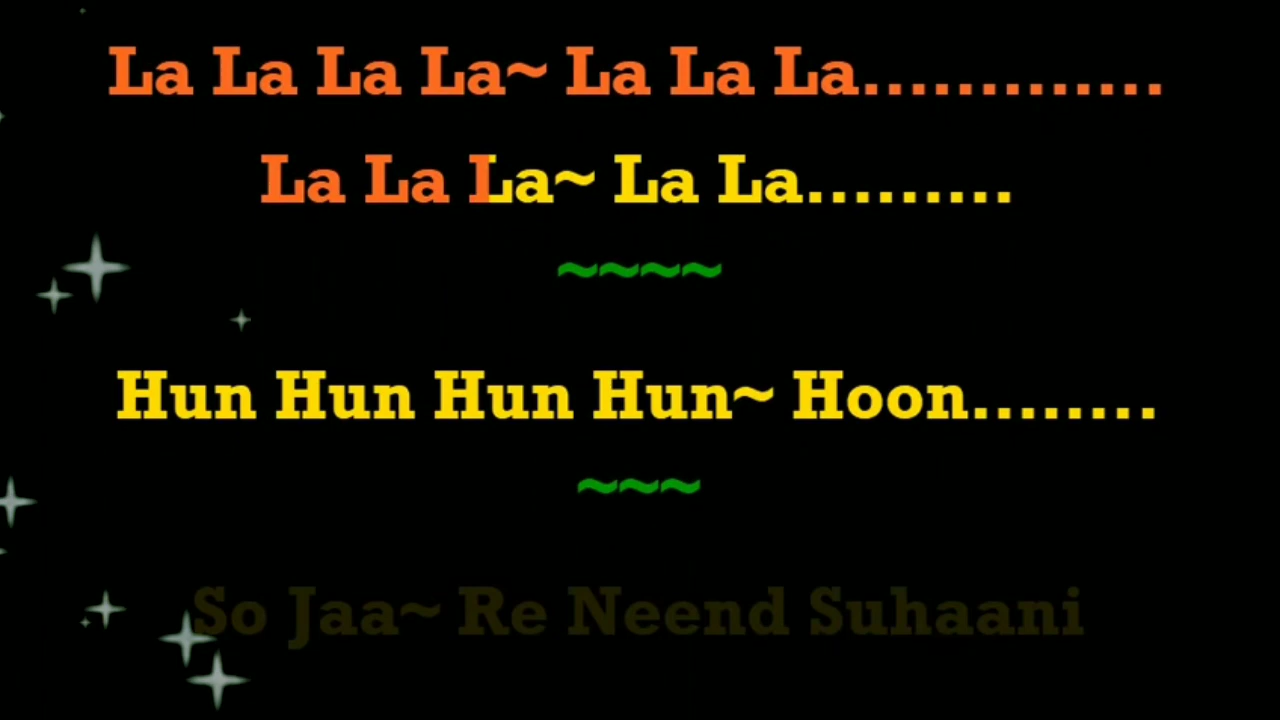 La La La La~ La La La.............
La La La~ La La.........
~~~~
Hun Hun Hun Hun~ Hoon........
~~~
So Jaa~ Re Neend Suhaani